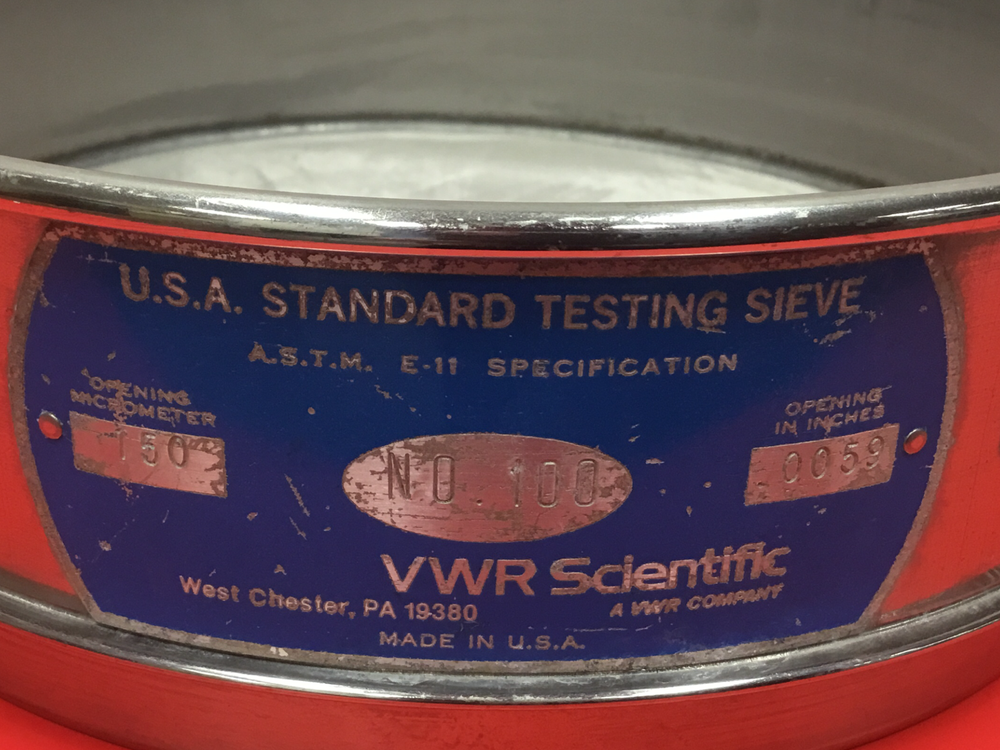 U.S.A. STANDARD TESTING SIEVE
A.S.T.M. E-11 SPECIFICATION
OPENING
MICROMETER
150
NO. 100
OPENING
IN INCHES
.0059
VWR Scientific
A VWR COMPANY
West Chester, PA 19380
MADE IN U.S.A.